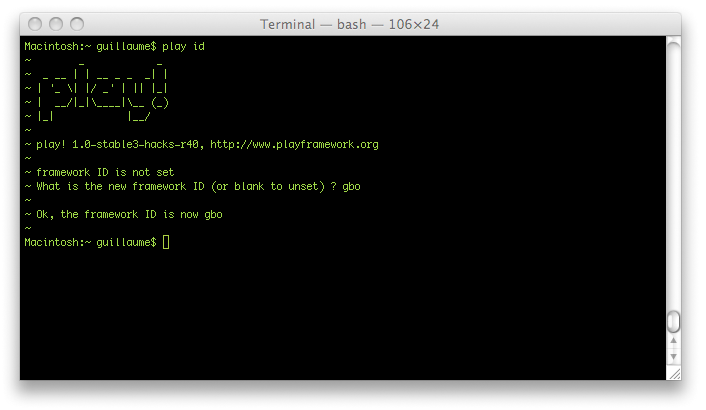 Terminal — bash — 106×24
Macintosh:~ guillaume$ play id
~        _            _
~  _ __ | | __ _ _  _| |
~ | '_ \| |/ _' | || |_|
~ |  __/|_|\____|\__ (_)
~ |_|            |__/
~
~ play! 1.0-stable3-hacks-r40, http://www.playframework.org
~
~ framework ID is not set
~ What is the new framework ID (or blank to unset) ? gbo
~
~ Ok, the framework ID is now gbo
~
Macintosh:~ guillaume$